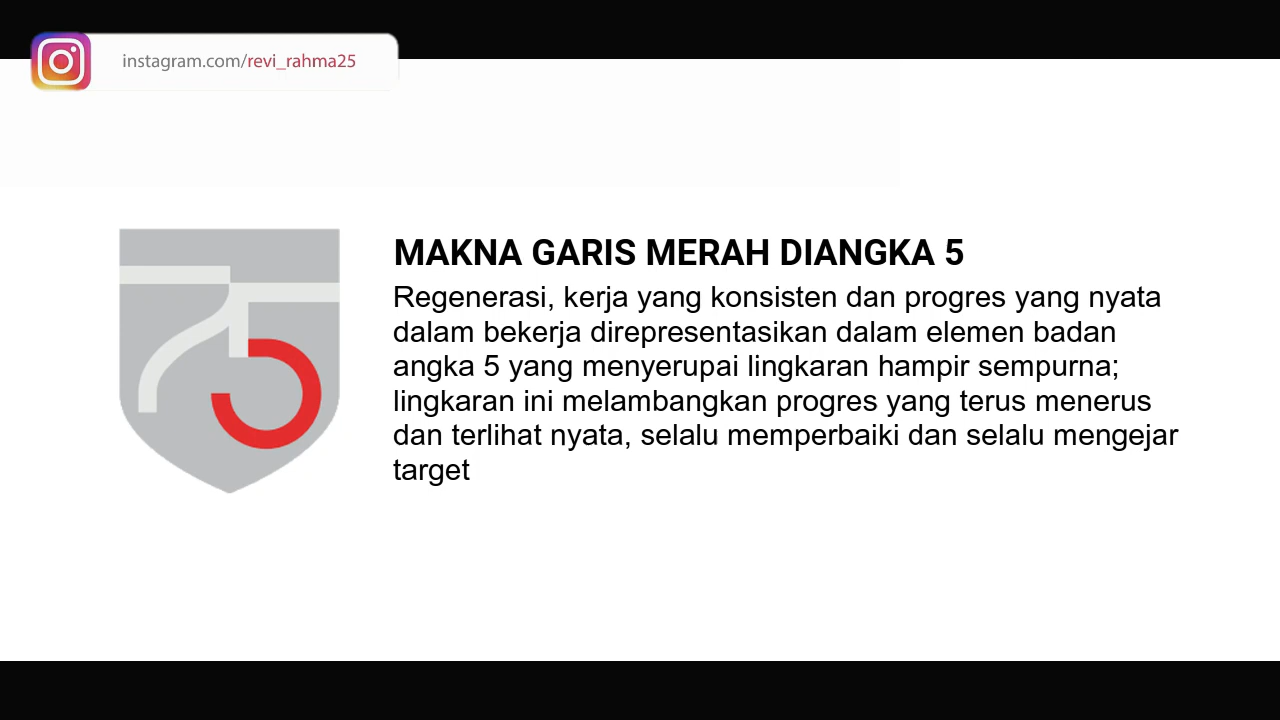 instagram.com/revi_rahma25
75
MAKNA GARIS MERAH DIANGKA 5
Regenerasi, kerja yang konsisten dan progres yang nyata
dalam bekerja direpresentasikan dalam elemen badan
angka 5 yang menyerupai lingkaran hampir sempurna;
lingkaran ini melambangkan progres yang terus menerus
dan terlihat nyata, selalu memperbaiki dan selalu mengejar
target